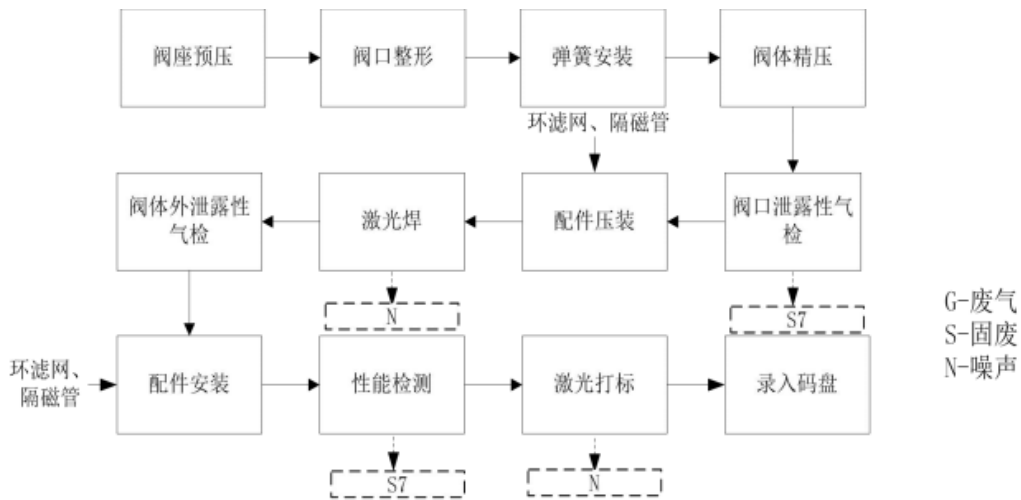 阀座预压
阀口整形
弹簧安装
阀体精压
环滤网、隔磁管
阀体外泄露性
气检
激光焊
配件压装
阀口泄露性气
检
N
S7
G-废气
S-固废
N-噪声
环滤网、
隔磁管
配件安装
性能检测
激光打标
录入码盘
S7
N